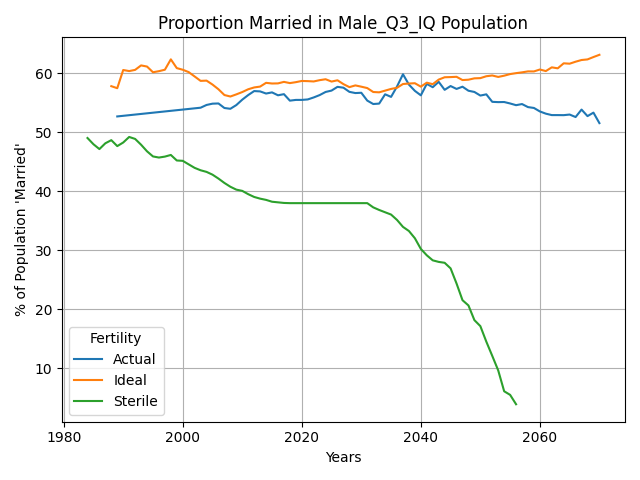 Proportion Married in Male_Q3_IQ Population
% of Population 'Married'
60
50
40
30
20
10
Fertility
Actual
Ideal
Sterile
1980
2000
2020
2040
2060
Years